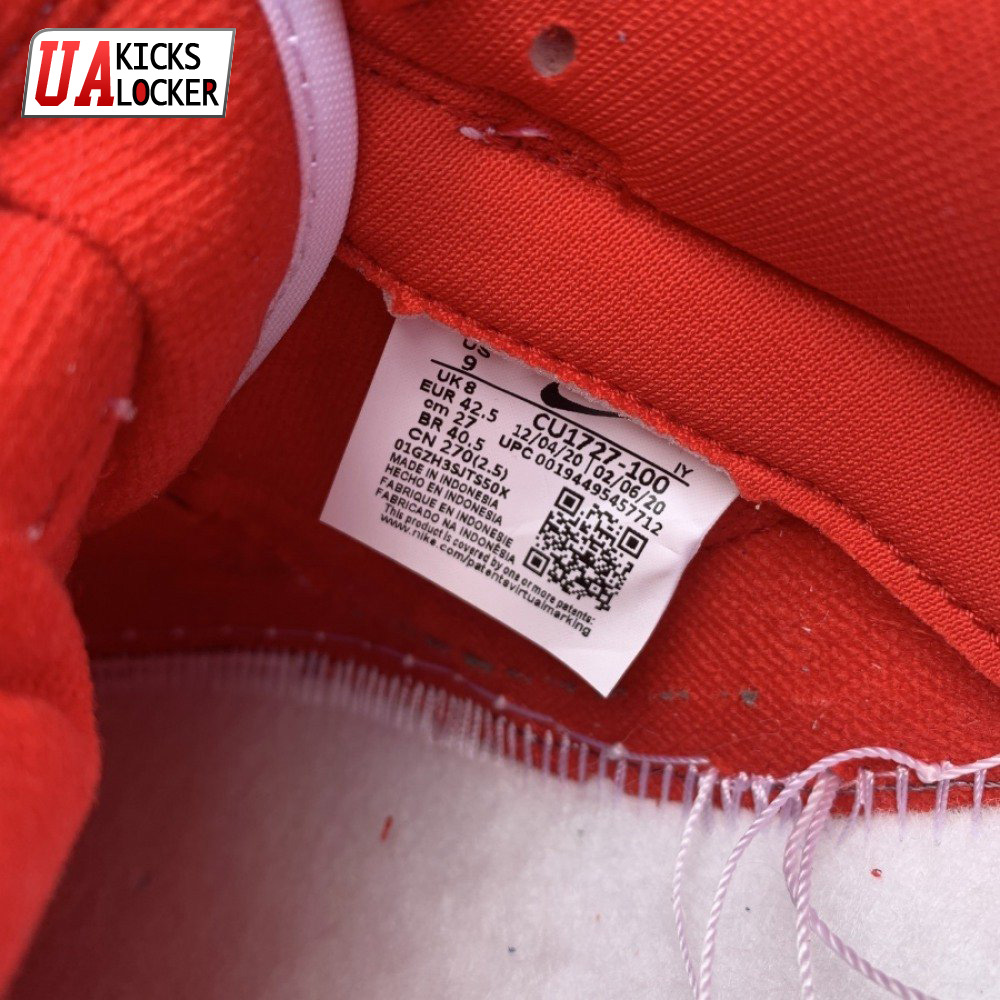 UA KICKS
LOCKER
US
9
UK 8
EUR 42.5
cm 27
BR 40.5
CN 270(2.5)
01GZH3SJTS50X
MADE IN INDONESIA
HECHO EN INDONESIA
FABRIQUE EN INDONESIE
FABRICADO NA INDONÉSIA
This product is covered by one or more patents:
www.nike.com/patentsvirtualmarking
CU1727-100
IY
12/04/20 | 02/06/20
UPC 00194495457712